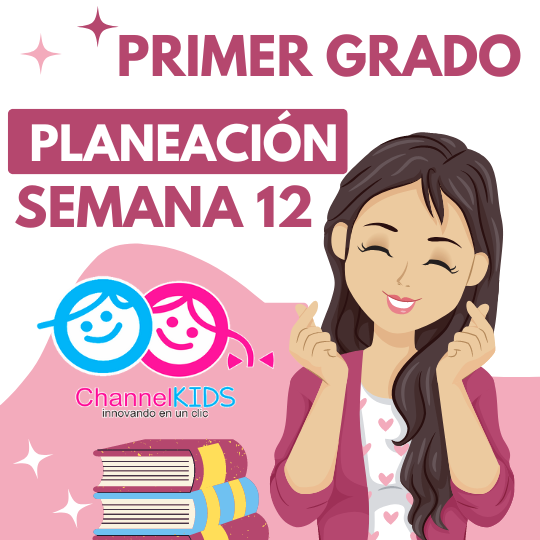 PRIMER GRADO
PLANEACIÓN
SEMANA 12
ChannelKIDS
innovando en un clic